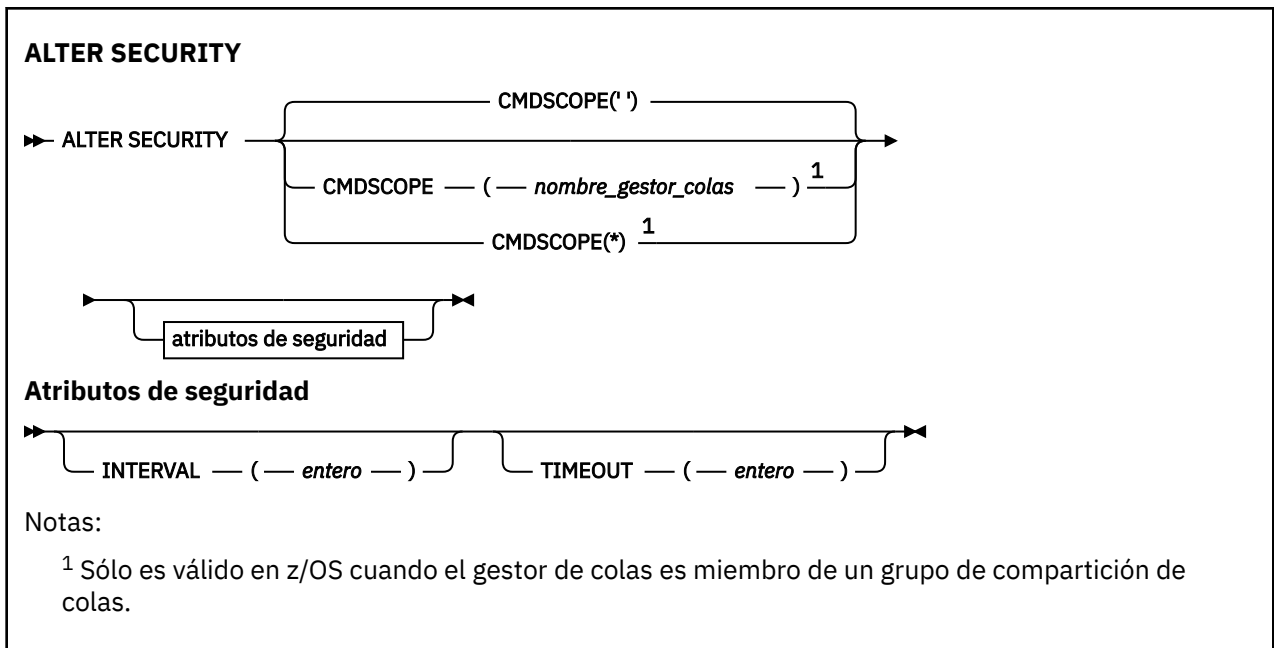 ALTER SECURITY
CMDSCOPE(' ')
ALTER SECURITY
CMDSCOPE ( nombre_gestor_colas ) 1
CMDSCOPE(*) 1
atributos de seguridad
Atributos de seguridad
INTERVAL ( entero ) TIMEOUT ( entero )
Notas:
1 Sólo es válido en z/OS cuando el gestor de colas es miembro de un grupo de compartición de
colas.